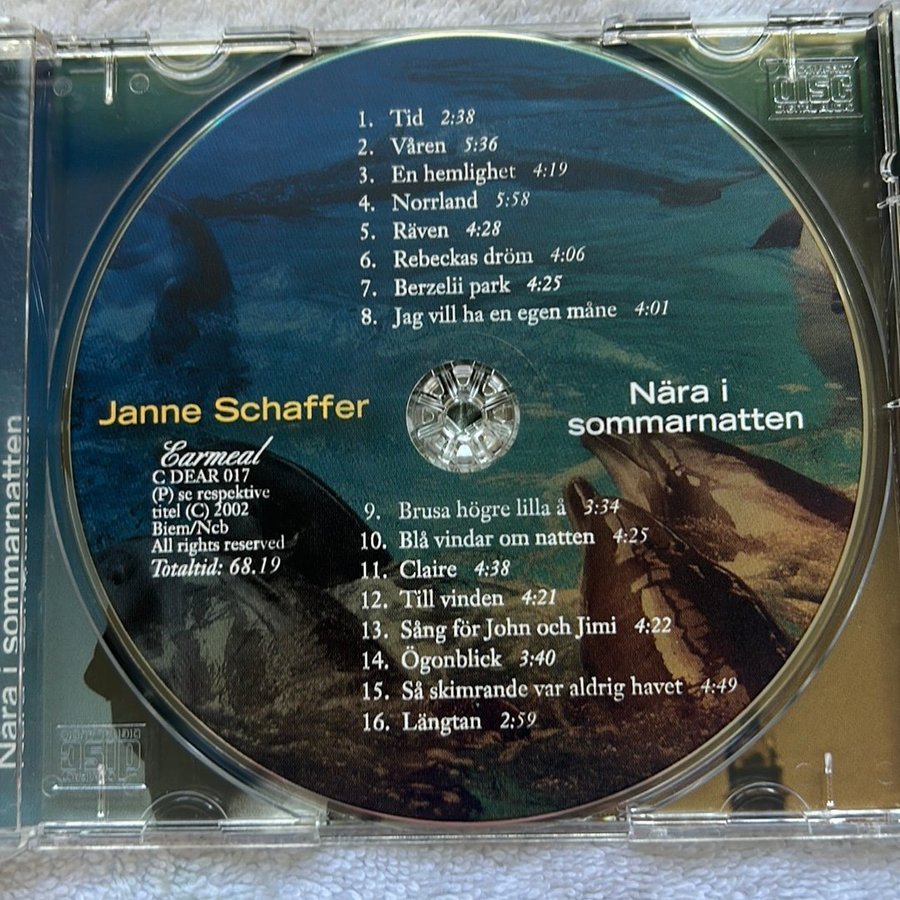 1. Tid 2:38
2. Våren 5:36
3. En hemlighet 4:19
4. Norrland 5:58
5. Räven 4:28
6. Rebeckas dröm 4:06
7. Berzelii park 4:25
8. Jag vill ha en egen måne 4:01
Janne Schaffer
Nära i
sommarnatten
Earmeal
C DEAR 017
(P) se respektive
titel (C) 2002
Biem/Ncb
All rights reserved
Totaltid: 68.19
9. Brusa högre lilla å 3:34
10. Blå vindar om natten 4:25
11. Claire 4:38
12. Till vinden 4:21
13. Sång för John och Jimi 4:22
14. Ögonblick 3:40
15. Så skimrande var aldrig havet 4:49
16. Längtan 2:59
Nära i sommarnatten
COMPACT
DISC
DIGITAL AUDIO
DISC